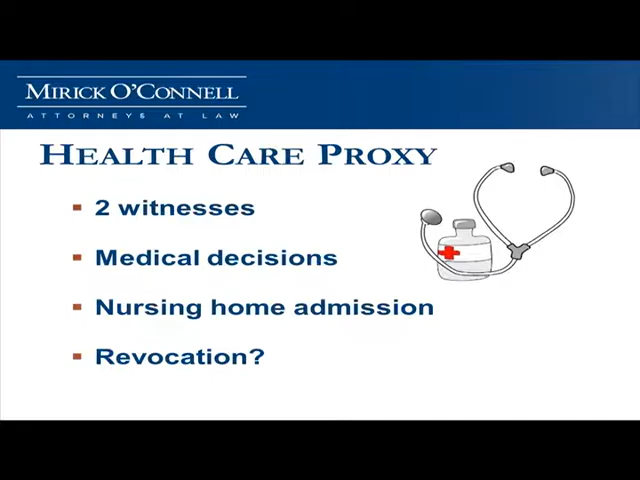 MIRICK O'CONNELL
ATTORNEYS AT LAW
HEALTH CARE PROXY
2 witnesses
Medical decisions
Nursing home admission
Revocation?